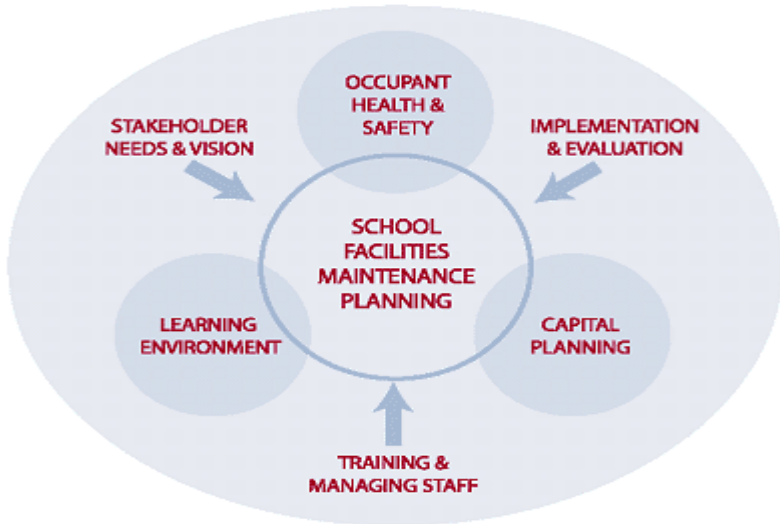 OCCUPANT
HEALTH &
SAFETY
STAKEHOLDER
NEEDS & VISION
IMPLEMENTATION
& EVALUATION
SCHOOL
FACILITIES
MAINTENANCE
PLANNING
LEARNING
ENVIRONMENT
CAPITAL
PLANNING
TRAINING &
MANAGING STAFF